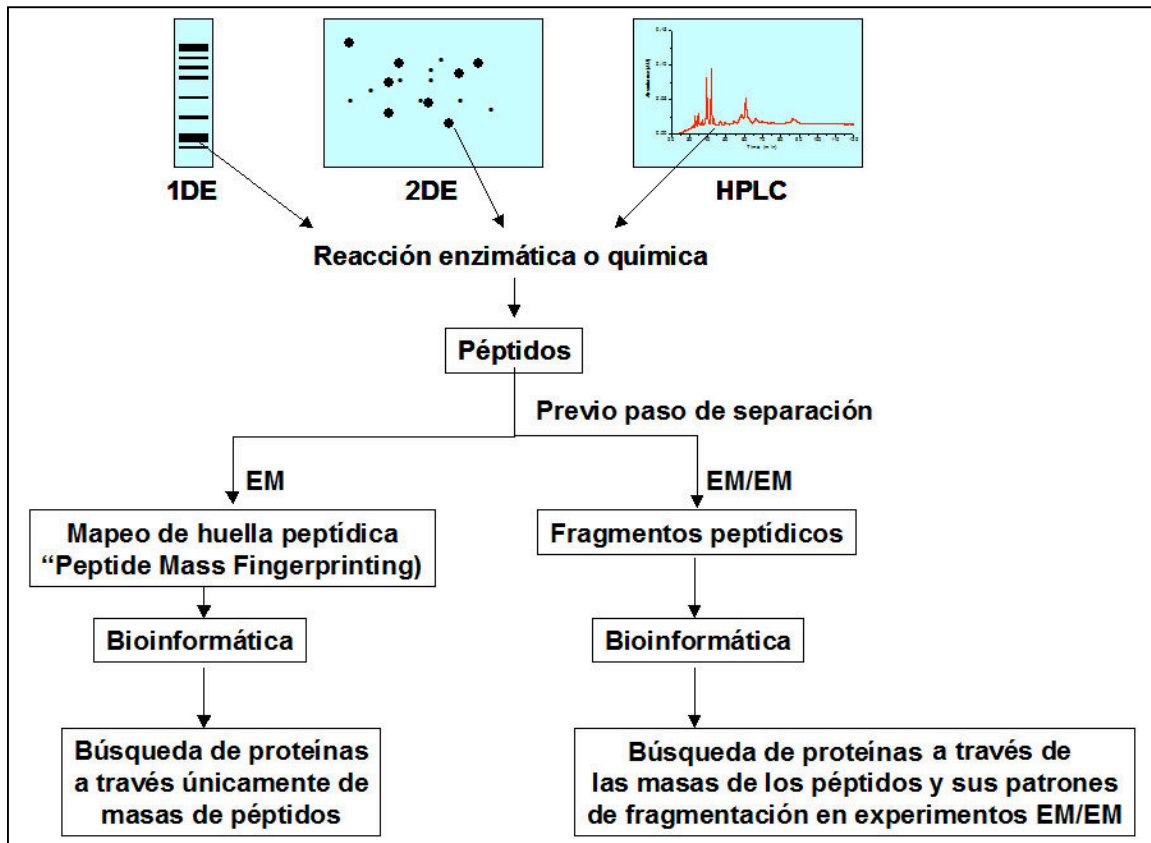 1DE
2DE
HPLC
Time (min)
Reacción enzimática o química
Péptidos
Previo paso de separación
EM
EM/EM
Mapeo de huella peptídica
“Peptide Mass Fingerprinting)
Fragmentos peptídicos
Bioinformática
Bioinformática
Búsqueda de proteínas
a través únicamente de
masas de péptidos
Búsqueda de proteínas a través de
las masas de los péptidos y sus patrones
de fragmentación en experimentos EM/EM